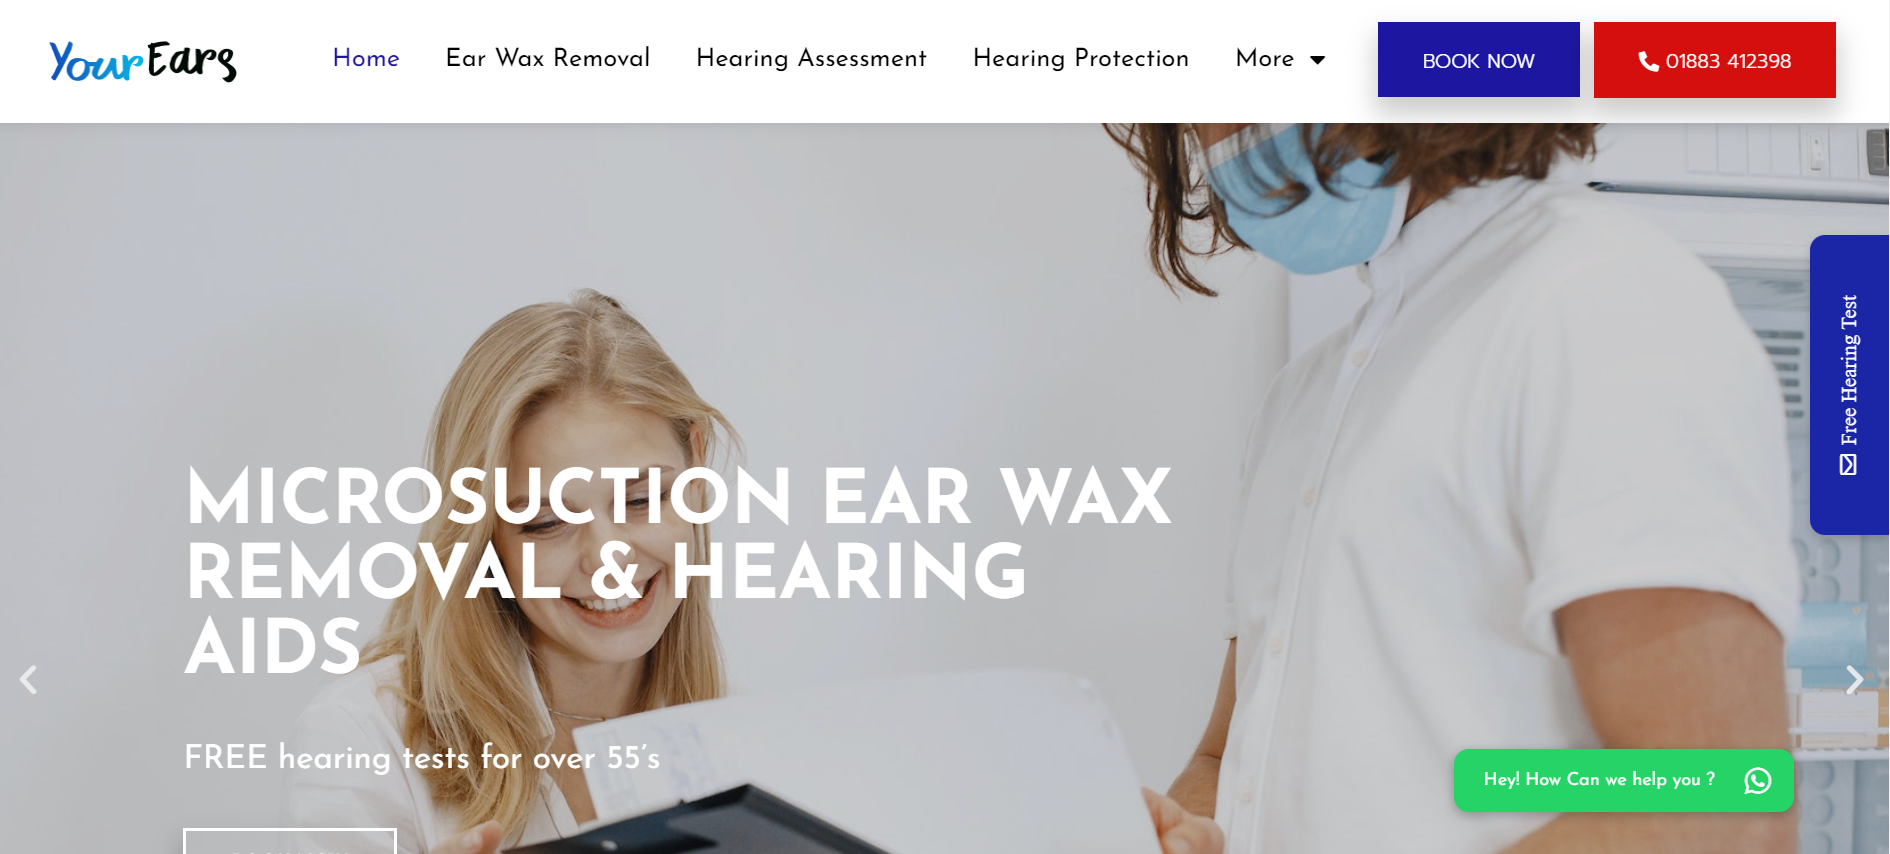 YourEars
Home
Ear Wax Removal
Hearing Assessment
Hearing Protection
More
BOOK NOW
01883 412398
Free Hearing Test
MICROSUCTION EAR WAX
REMOVAL & HEARING
AIDS
FREE hearing tests for over 55's
Hey! How Can we help you ?